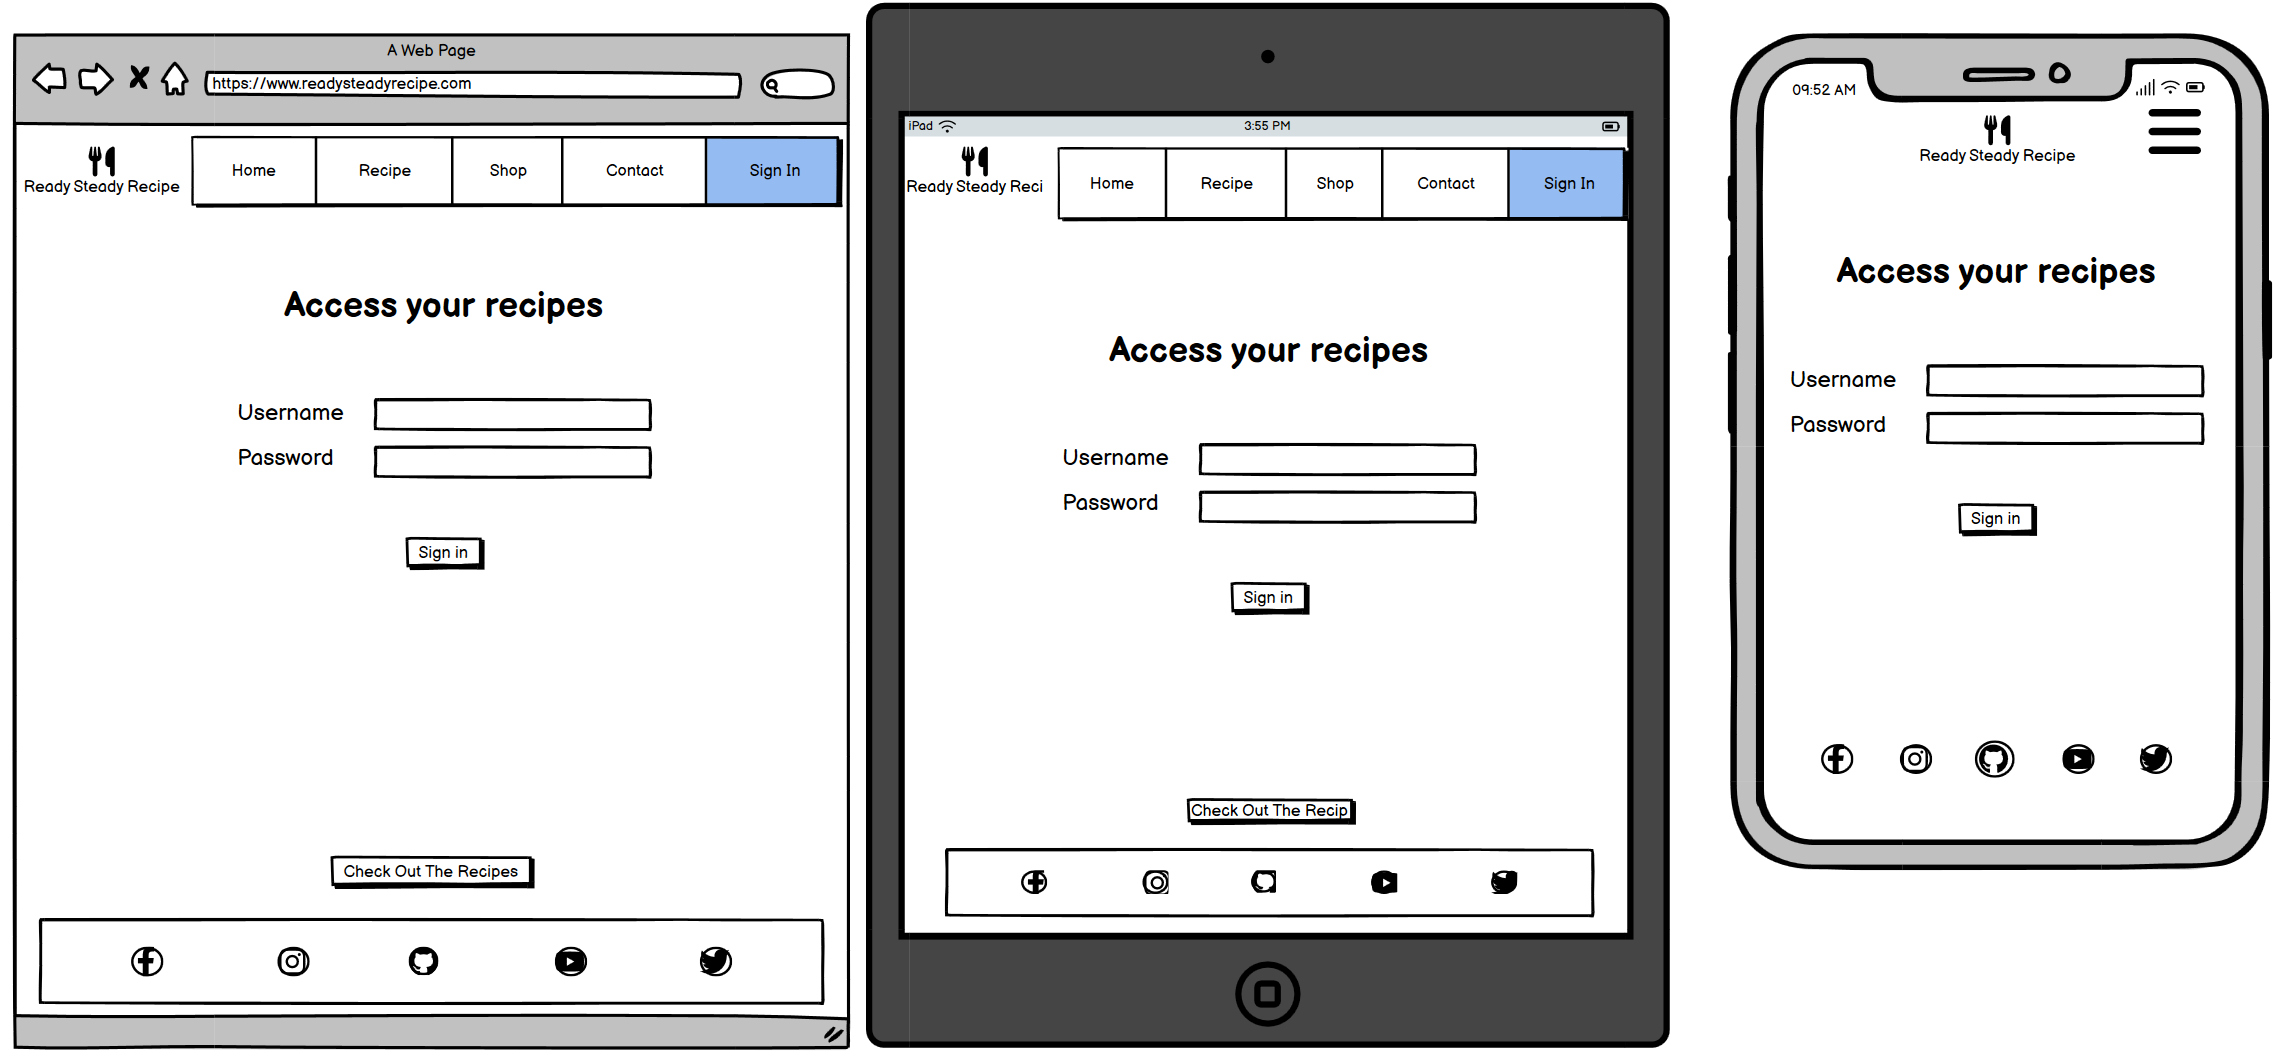 A Web Page
https://www.readysteadyrecipe.com
Ready Steady Recipe
Home Recipe Shop Contact Sign In
Access your recipes
Username
Password
Sign in
Check Out The Recipes
iPad 3:55 PM
Ready Steady Reci
Home Recipe Shop Contact Sign In
Access your recipes
Username
Password
Sign in
Check Out The Recip
09:52 AM
Ready Steady Recipe
Access your recipes
Username
Password
Sign in